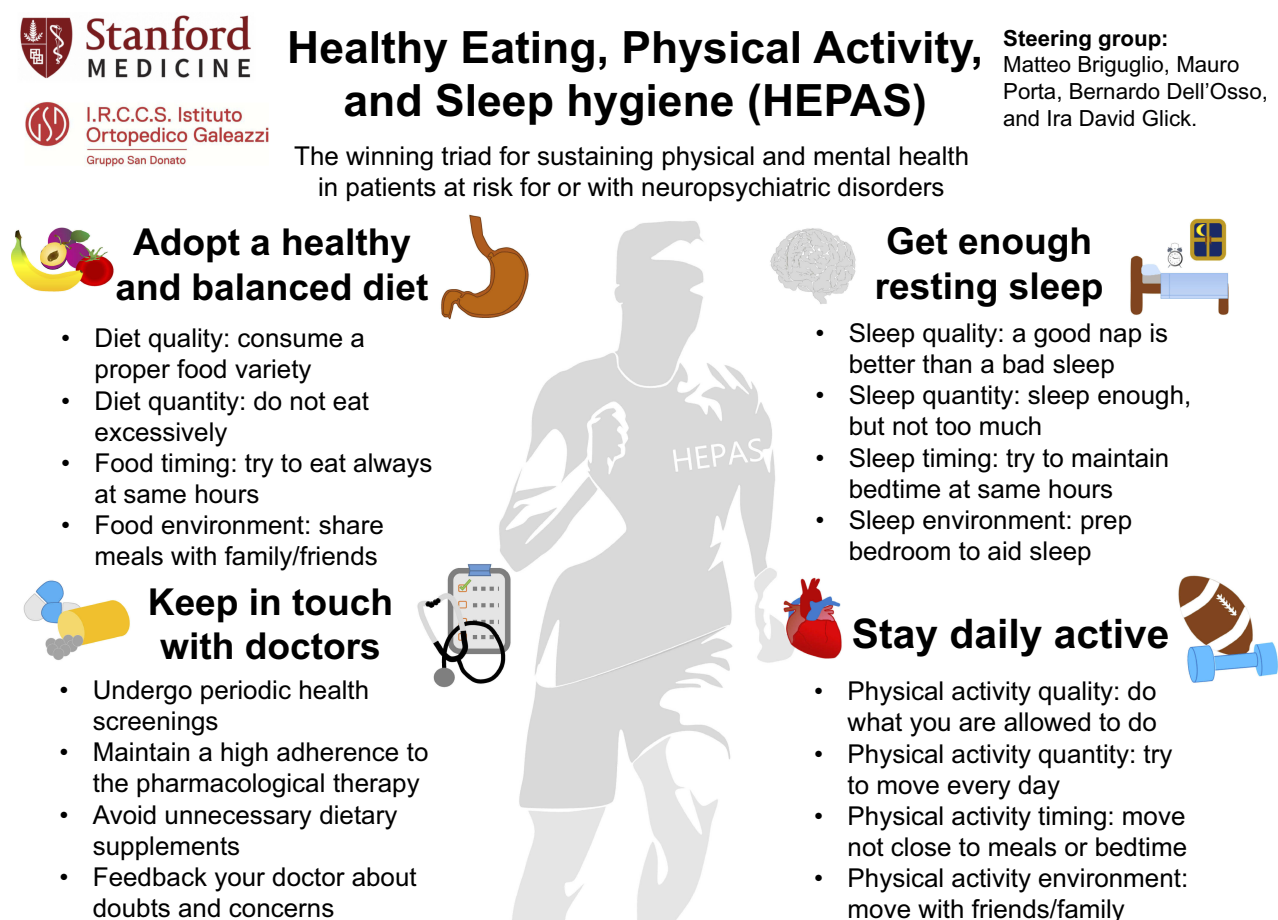 Stanford
MEDICINE
I.R.C.C.S. Istituto
Ortopedico Galeazzi
Gruppo San Donato
Healthy Eating, Physical Activity,
and Sleep hygiene (HEPAS)
The winning triad for sustaining physical and mental health
in patients at risk for or with neuropsychiatric disorders
Steering group:
Matteo Briguglio, Mauro
Porta, Bernardo Dell’Osso,
and Ira David Glick.
Adopt a healthy
and balanced diet
• Diet quality: consume a
proper food variety
• Diet quantity: do not eat
excessively
• Food timing: try to eat always
at same hours
• Food environment: share
meals with family/friends
HEPAS
Get enough
resting sleep
• Sleep quality: a good nap is
better than a bad sleep
• Sleep quantity: sleep enough,
but not too much
• Sleep timing: try to maintain
bedtime at same hours
• Sleep environment: prep
bedroom to aid sleep
Keep in touch
with doctors
• Undergo periodic health
screenings
• Maintain a high adherence to
the pharmacological therapy
• Avoid unnecessary dietary
supplements
• Feedback your doctor about
doubts and concerns
Stay daily active
• Physical activity quality: do
what you are allowed to do
• Physical activity quantity: try
to move every day
• Physical activity timing: move
not close to meals or bedtime
• Physical activity environment:
move with friends/family